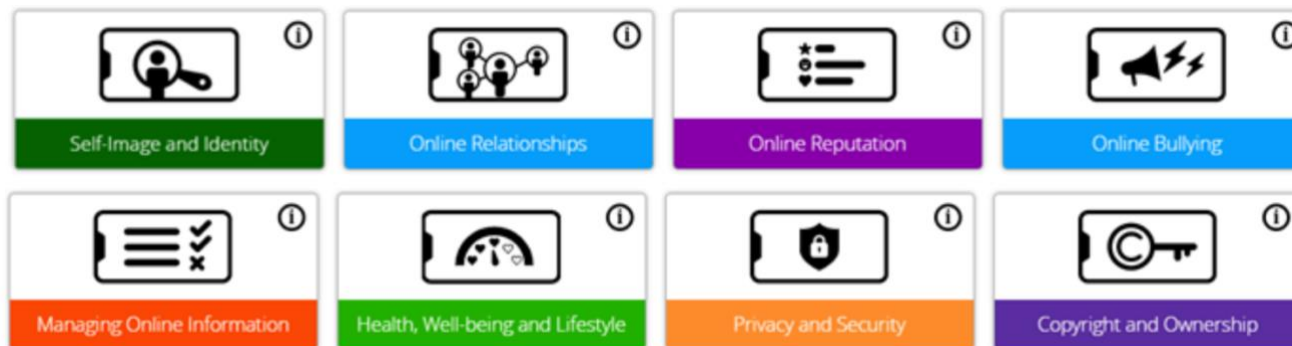 Self-Image and Identity
Online Relationships
Online Reputation
Online Bullying
Managing Online Information
Health, Well-being and Lifestyle
Privacy and Security
Copyright and Ownership